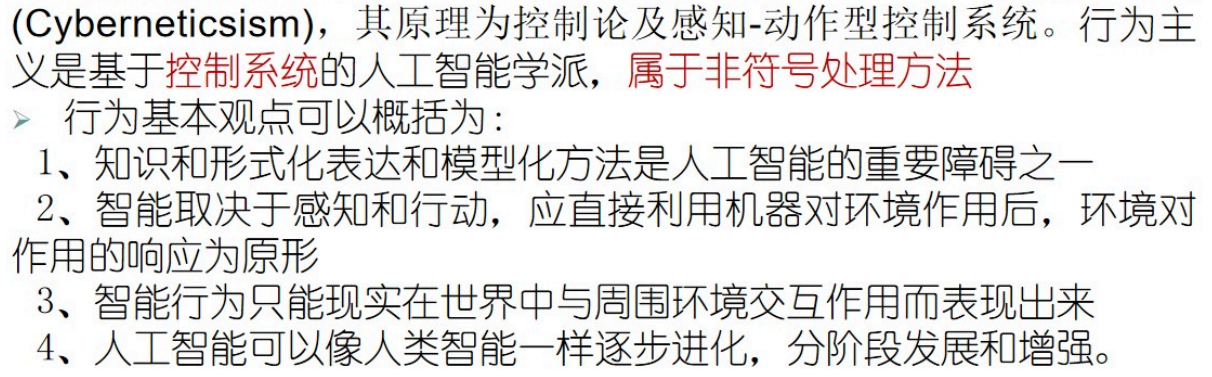 (Cyberneticsism)，其原理为控制论及感知-动作型控制系统。行为主
义是基于控制系统的人工智能学派，属于非符号处理方法
➢ 行为基本观点可以概括为：
1、知识和形式化表达和模型化方法是人工智能的重要障碍之一
2、智能取决于感知和行动，应直接利用机器对环境作用后，环境对
作用的响应为原形
3、智能行为只能现实在世界中与周围环境交互作用而表现出来
4、人工智能可以像人类智能一样逐步进化，分阶段发展和增强。